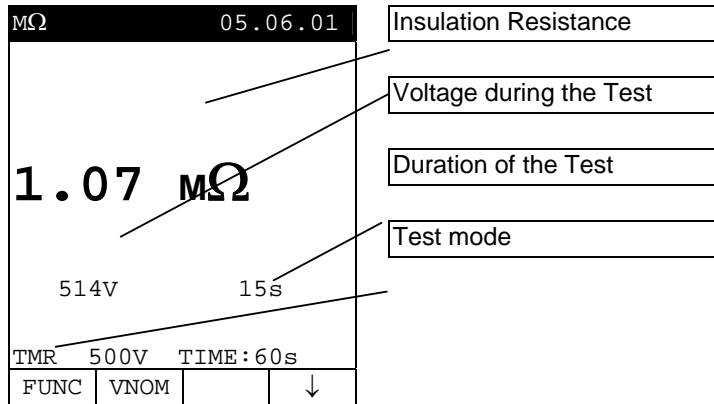 MΩ 05.06.01
Insulation Resistance
Voltage during the Test
Duration of the Test
1.07 MΩ
Test mode
514V 15s
TMR 500V TIME:60s
FUNC VNOM ↓